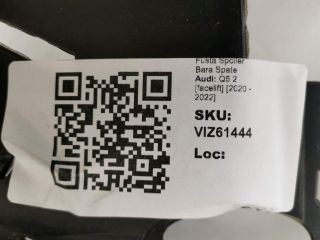 Fusta Spoiler
Bara Spate
Audi: Q5 2
[facelift] [2020 -
2022]
SKU:
VIZ61444
Loc: